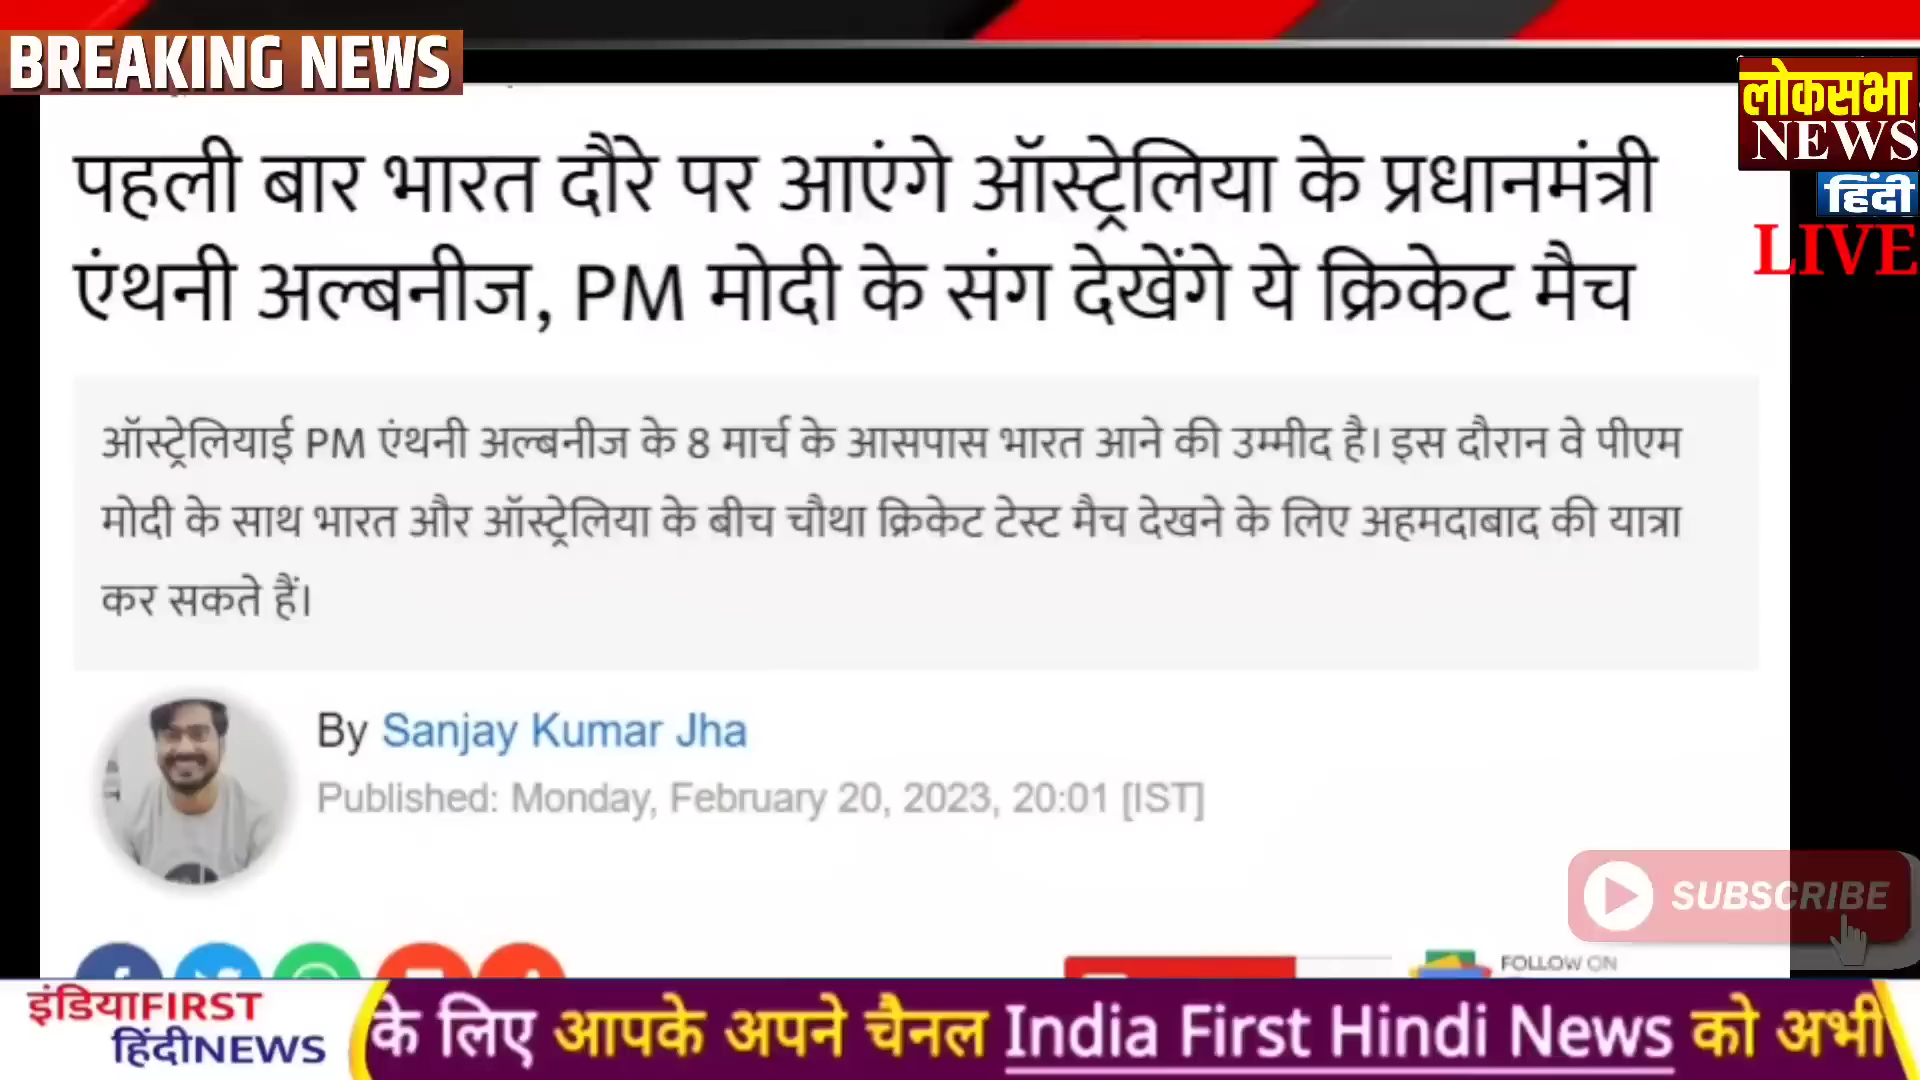 BREAKING NEWS
लोकसभा
NEWS
हिंदी
LIVE
पहली बार भारत दौरे पर आएंगे ऑस्ट्रेलिया के प्रधानमंत्री
एंथनी अल्बनीज, PM मोदी के संग देखेंगे ये क्रिकेट मैच
ऑस्ट्रेलियाई PM एंथनी अल्बनीज के 8 मार्च के आसपास भारत आने की उम्मीद है। इस दौरान वे पीएम
मोदी के साथ भारत और ऑस्ट्रेलिया के बीच चौथा क्रिकेट टेस्ट मैच देखने के लिए अहमदाबाद की यात्रा
कर सकते हैं।
By Sanjay Kumar Jha
Published: Monday, February 20, 2023, 20:01 [IST]
SUBSCRIBE
FOLLOW ON
इंडियाFIRST
हिंदीNEWS
के लिए आपके अपने चैनल India First Hindi News को अभी